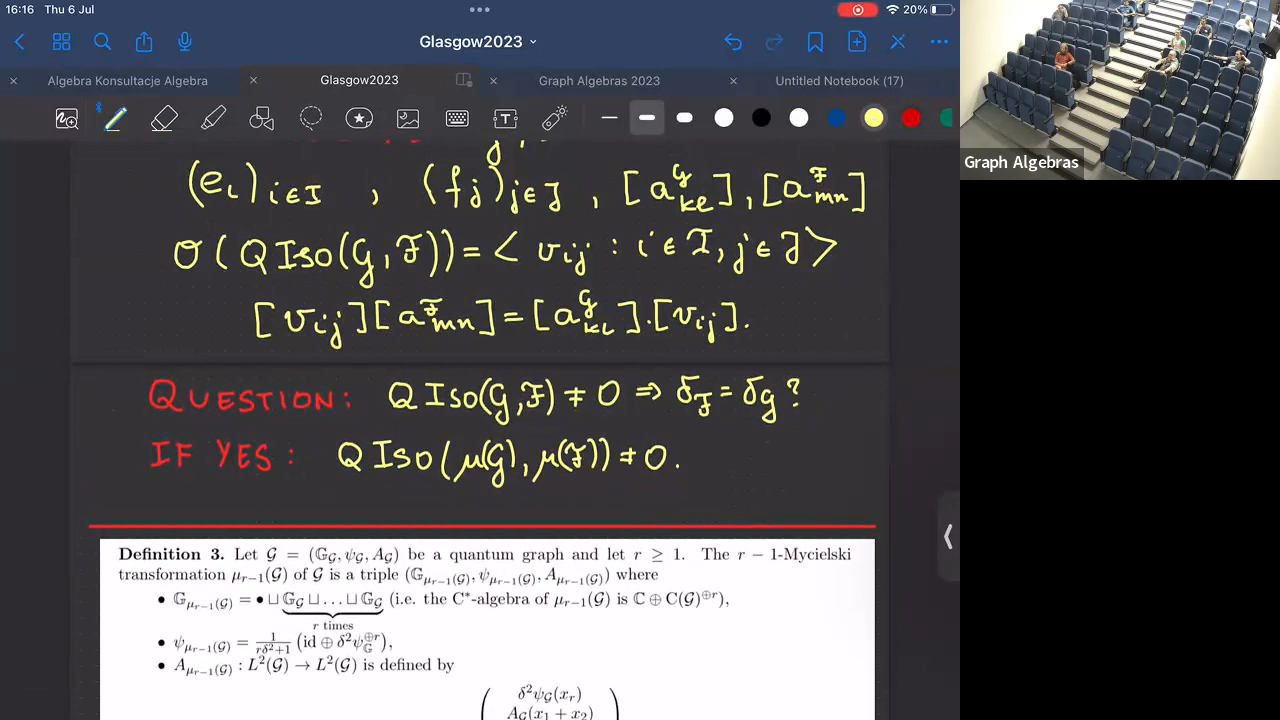 16:16 Thu 6 Jul
20%
Glasgow2023
Algebra Konsultacje Algebra
Glasgow2023
Graph Algebras 2023
Untitled Notebook (17)
Graph Algebras
(e_i)_{i∈I} , (f_j)_{j∈J} , [a^𝒢_{kl}], [a^ℱ_{mn}]
𝒪(QIso(𝒢,ℱ)) = < v_{ij} : i∈I, j∈J >
[v_{ij}][a^ℱ_{mn}] = [a^𝒢_{kl}]·[v_{ij}].
QUESTION: QIso(𝒢,ℱ) ≠ 0 ⇒ δ_ℱ = δ_𝒢 ?
IF YES: QIso(μ(𝒢), μ(ℱ)) ≠ 0.
Definition 3. Let 𝒢 = (𝔾_𝒢, ψ_𝒢, A_𝒢) be a quantum graph and let r ≥ 1. The r − 1-Mycielski
transformation μ_{r−1}(𝒢) of 𝒢 is a triple (𝔾_{μ_{r−1}(𝒢)}, ψ_{μ_{r−1}(𝒢)}, A_{μ_{r−1}(𝒢)}) where
• 𝔾_{μ_{r−1}(𝒢)} = • ⊔ 𝔾_𝒢 ⊔ … ⊔ 𝔾_𝒢 (i.e. the C*-algebra of μ_{r−1}(𝒢) is ℂ ⊕ C(𝒢)^{⊕r}),
r times
• ψ_{μ_{r−1}(𝒢)} = 1/(rδ²+1) (id ⊕ δ²ψ_𝔾^{⊕r}),
• A_{μ_{r−1}(𝒢)} : L²(𝒢) → L²(𝒢) is defined by
δ²ψ_𝒢(x_r)
A_𝒢(x_1 + x_2)